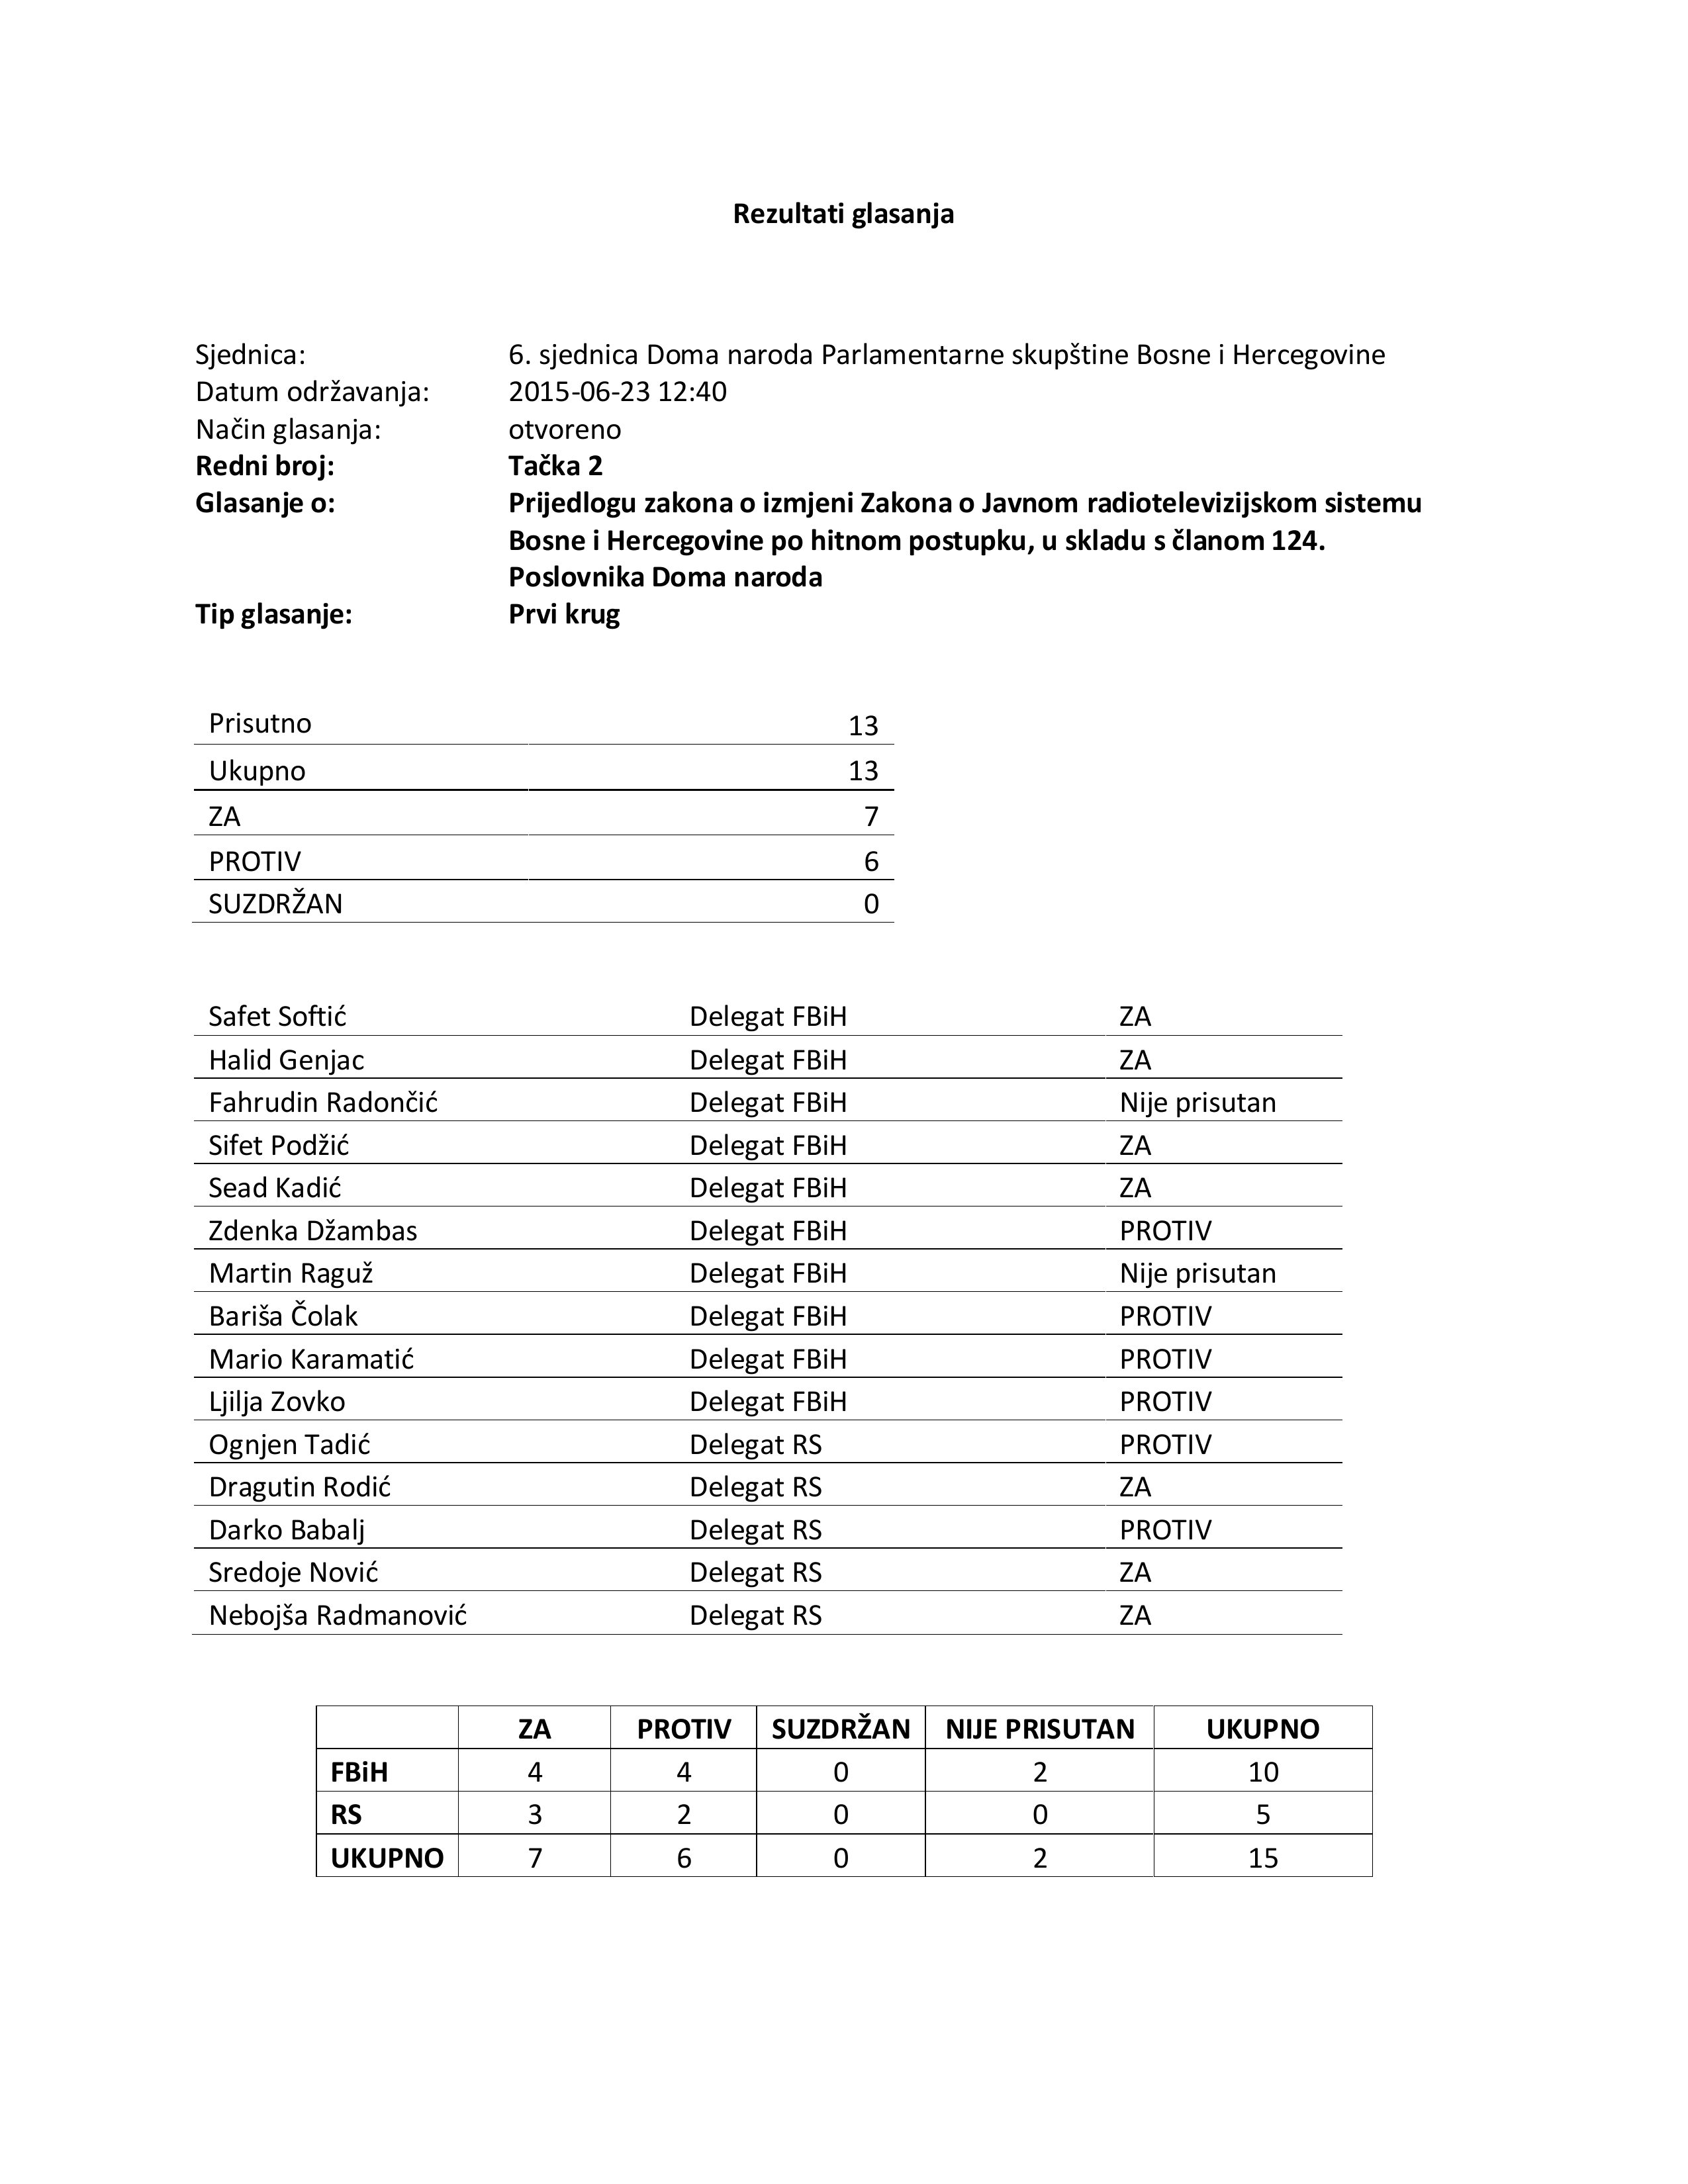 Rezultati glasanja
Sjednica: 6. sjednica Doma naroda Parlamentarne skupštine Bosne i Hercegovine
Datum održavanja: 2015-06-23 12:40
Način glasanja: otvoreno
Redni broj: Tačka 2
Glasanje o: Prijedlogu zakona o izmjeni Zakona o Javnom radiotelevizijskom sistemu
Bosne i Hercegovine po hitnom postupku, u skladu s članom 124.
Poslovnika Doma naroda
Tip glasanje: Prvi krug
Prisutno 13
Ukupno 13
ZA 7
PROTIV 6
SUZDRŽAN 0
Safet Softić Delegat FBiH ZA
Halid Genjac Delegat FBiH ZA
Fahrudin Radončić Delegat FBiH Nije prisutan
Sifet Podžić Delegat FBiH ZA
Sead Kadić Delegat FBiH ZA
Zdenka Džambas Delegat FBiH PROTIV
Martin Raguž Delegat FBiH Nije prisutan
Bariša Čolak Delegat FBiH PROTIV
Mario Karamatić Delegat FBiH PROTIV
Ljilja Zovko Delegat FBiH PROTIV
Ognjen Tadić Delegat RS PROTIV
Dragutin Rodić Delegat RS ZA
Darko Babalj Delegat RS PROTIV
Sredoje Nović Delegat RS ZA
Nebojša Radmanović Delegat RS ZA
ZA PROTIV SUZDRŽAN NIJE PRISUTAN UKUPNO
FBiH 4 4 0 2 10
RS 3 2 0 0 5
UKUPNO 7 6 0 2 15